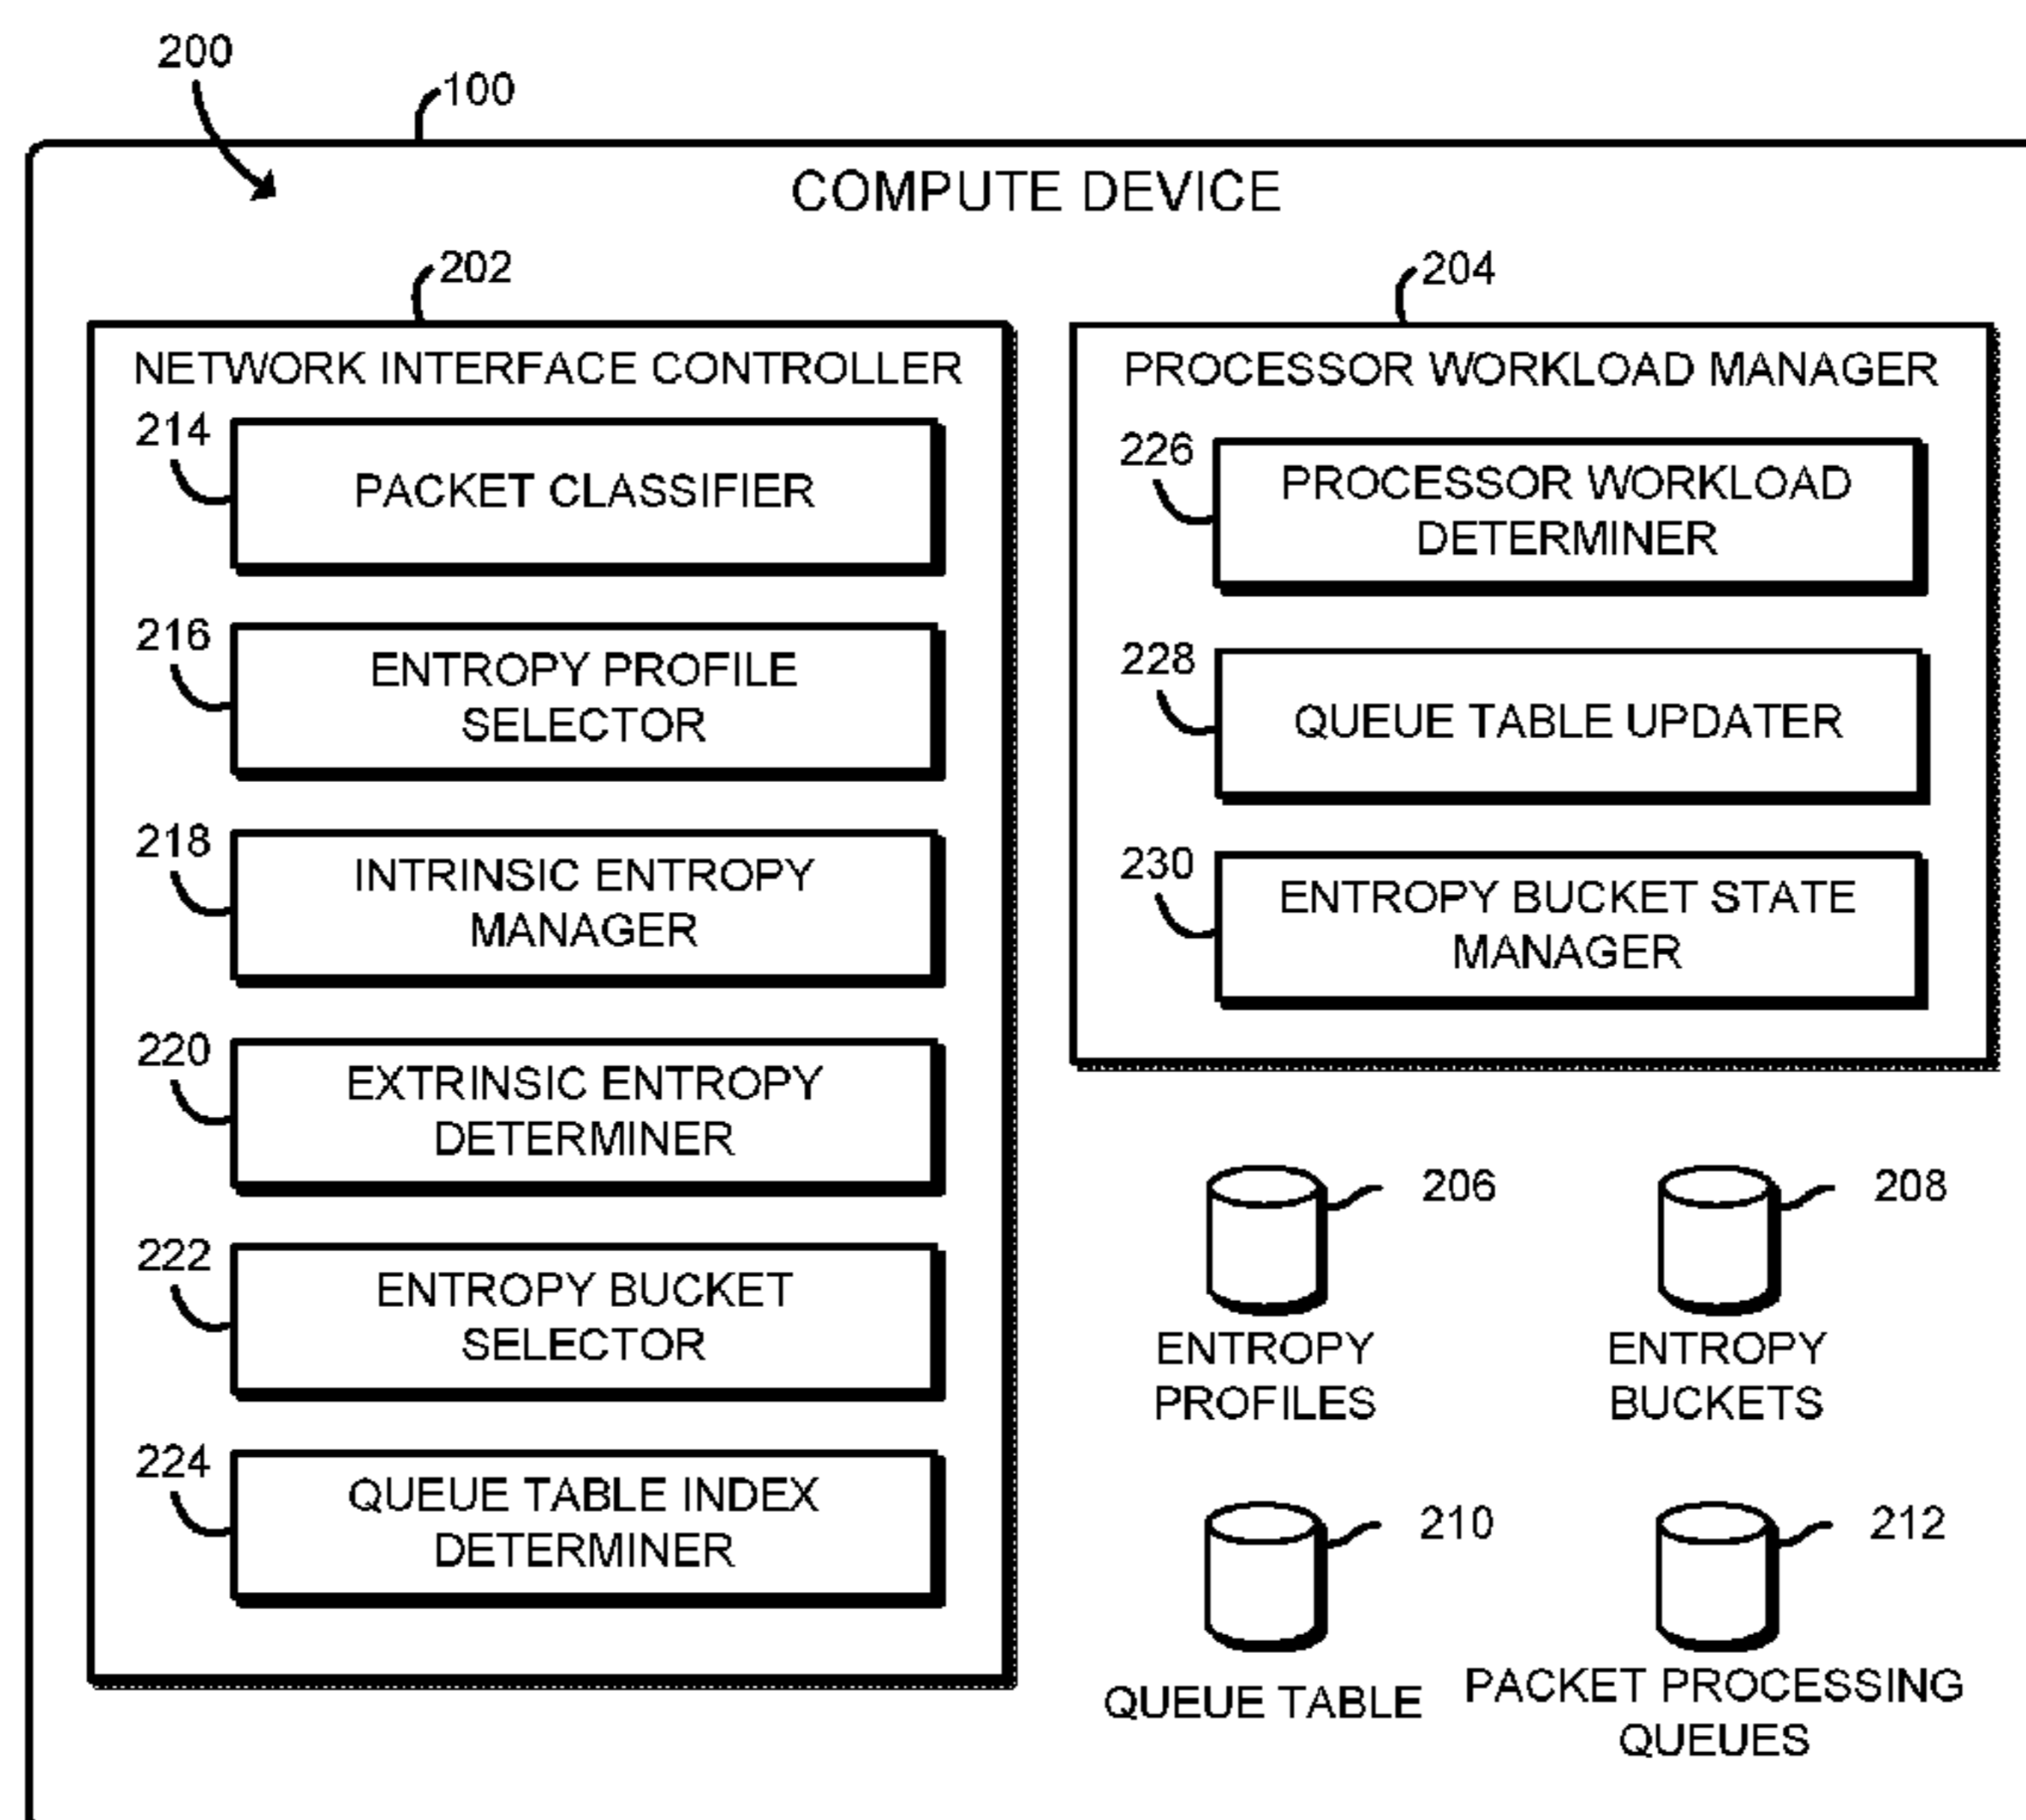 200
100
COMPUTE DEVICE
202
NETWORK INTERFACE CONTROLLER
214
PACKET CLASSIFIER
216
ENTROPY PROFILE
SELECTOR
218
INTRINSIC ENTROPY
MANAGER
220
EXTRINSIC ENTROPY
DETERMINER
222
ENTROPY BUCKET
SELECTOR
224
QUEUE TABLE INDEX
DETERMINER
204
PROCESSOR WORKLOAD MANAGER
226
PROCESSOR WORKLOAD
DETERMINER
228
QUEUE TABLE UPDATER
230
ENTROPY BUCKET STATE
MANAGER
206
ENTROPY
PROFILES
208
ENTROPY
BUCKETS
210
QUEUE TABLE
212
PACKET PROCESSING
QUEUES